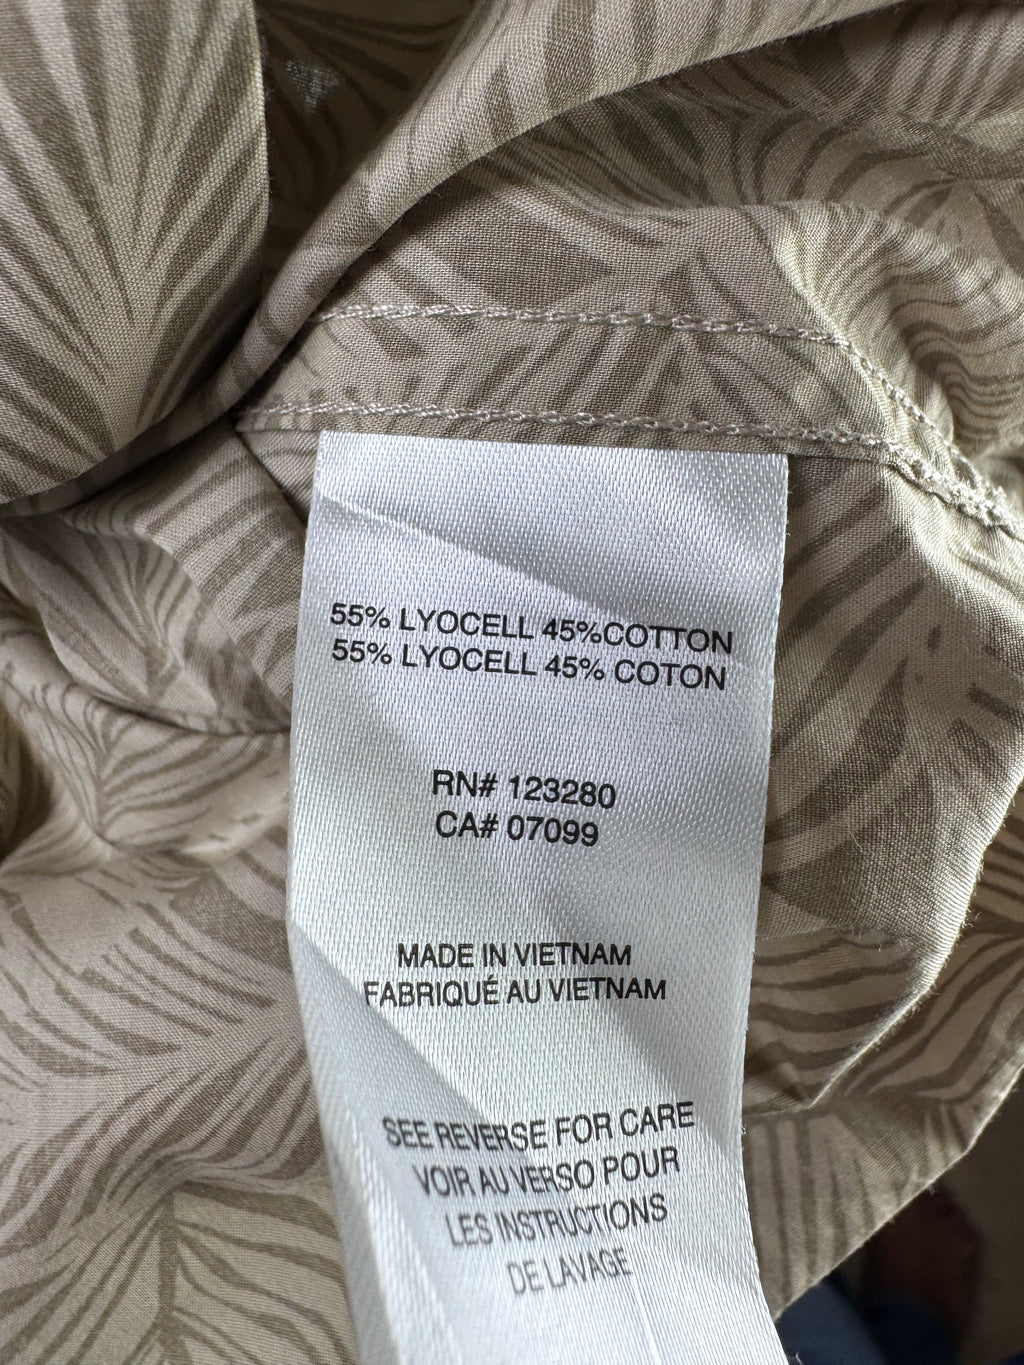 55% LYOCELL 45%COTTON
55% LYOCELL 45% COTON
RN# 123280
CA# 07099
MADE IN VIETNAM
FABRIQUÉ AU VIETNAM
SEE REVERSE FOR CARE
VOIR AU VERSO POUR
LES INSTRUCTIONS
DE LAVAGE